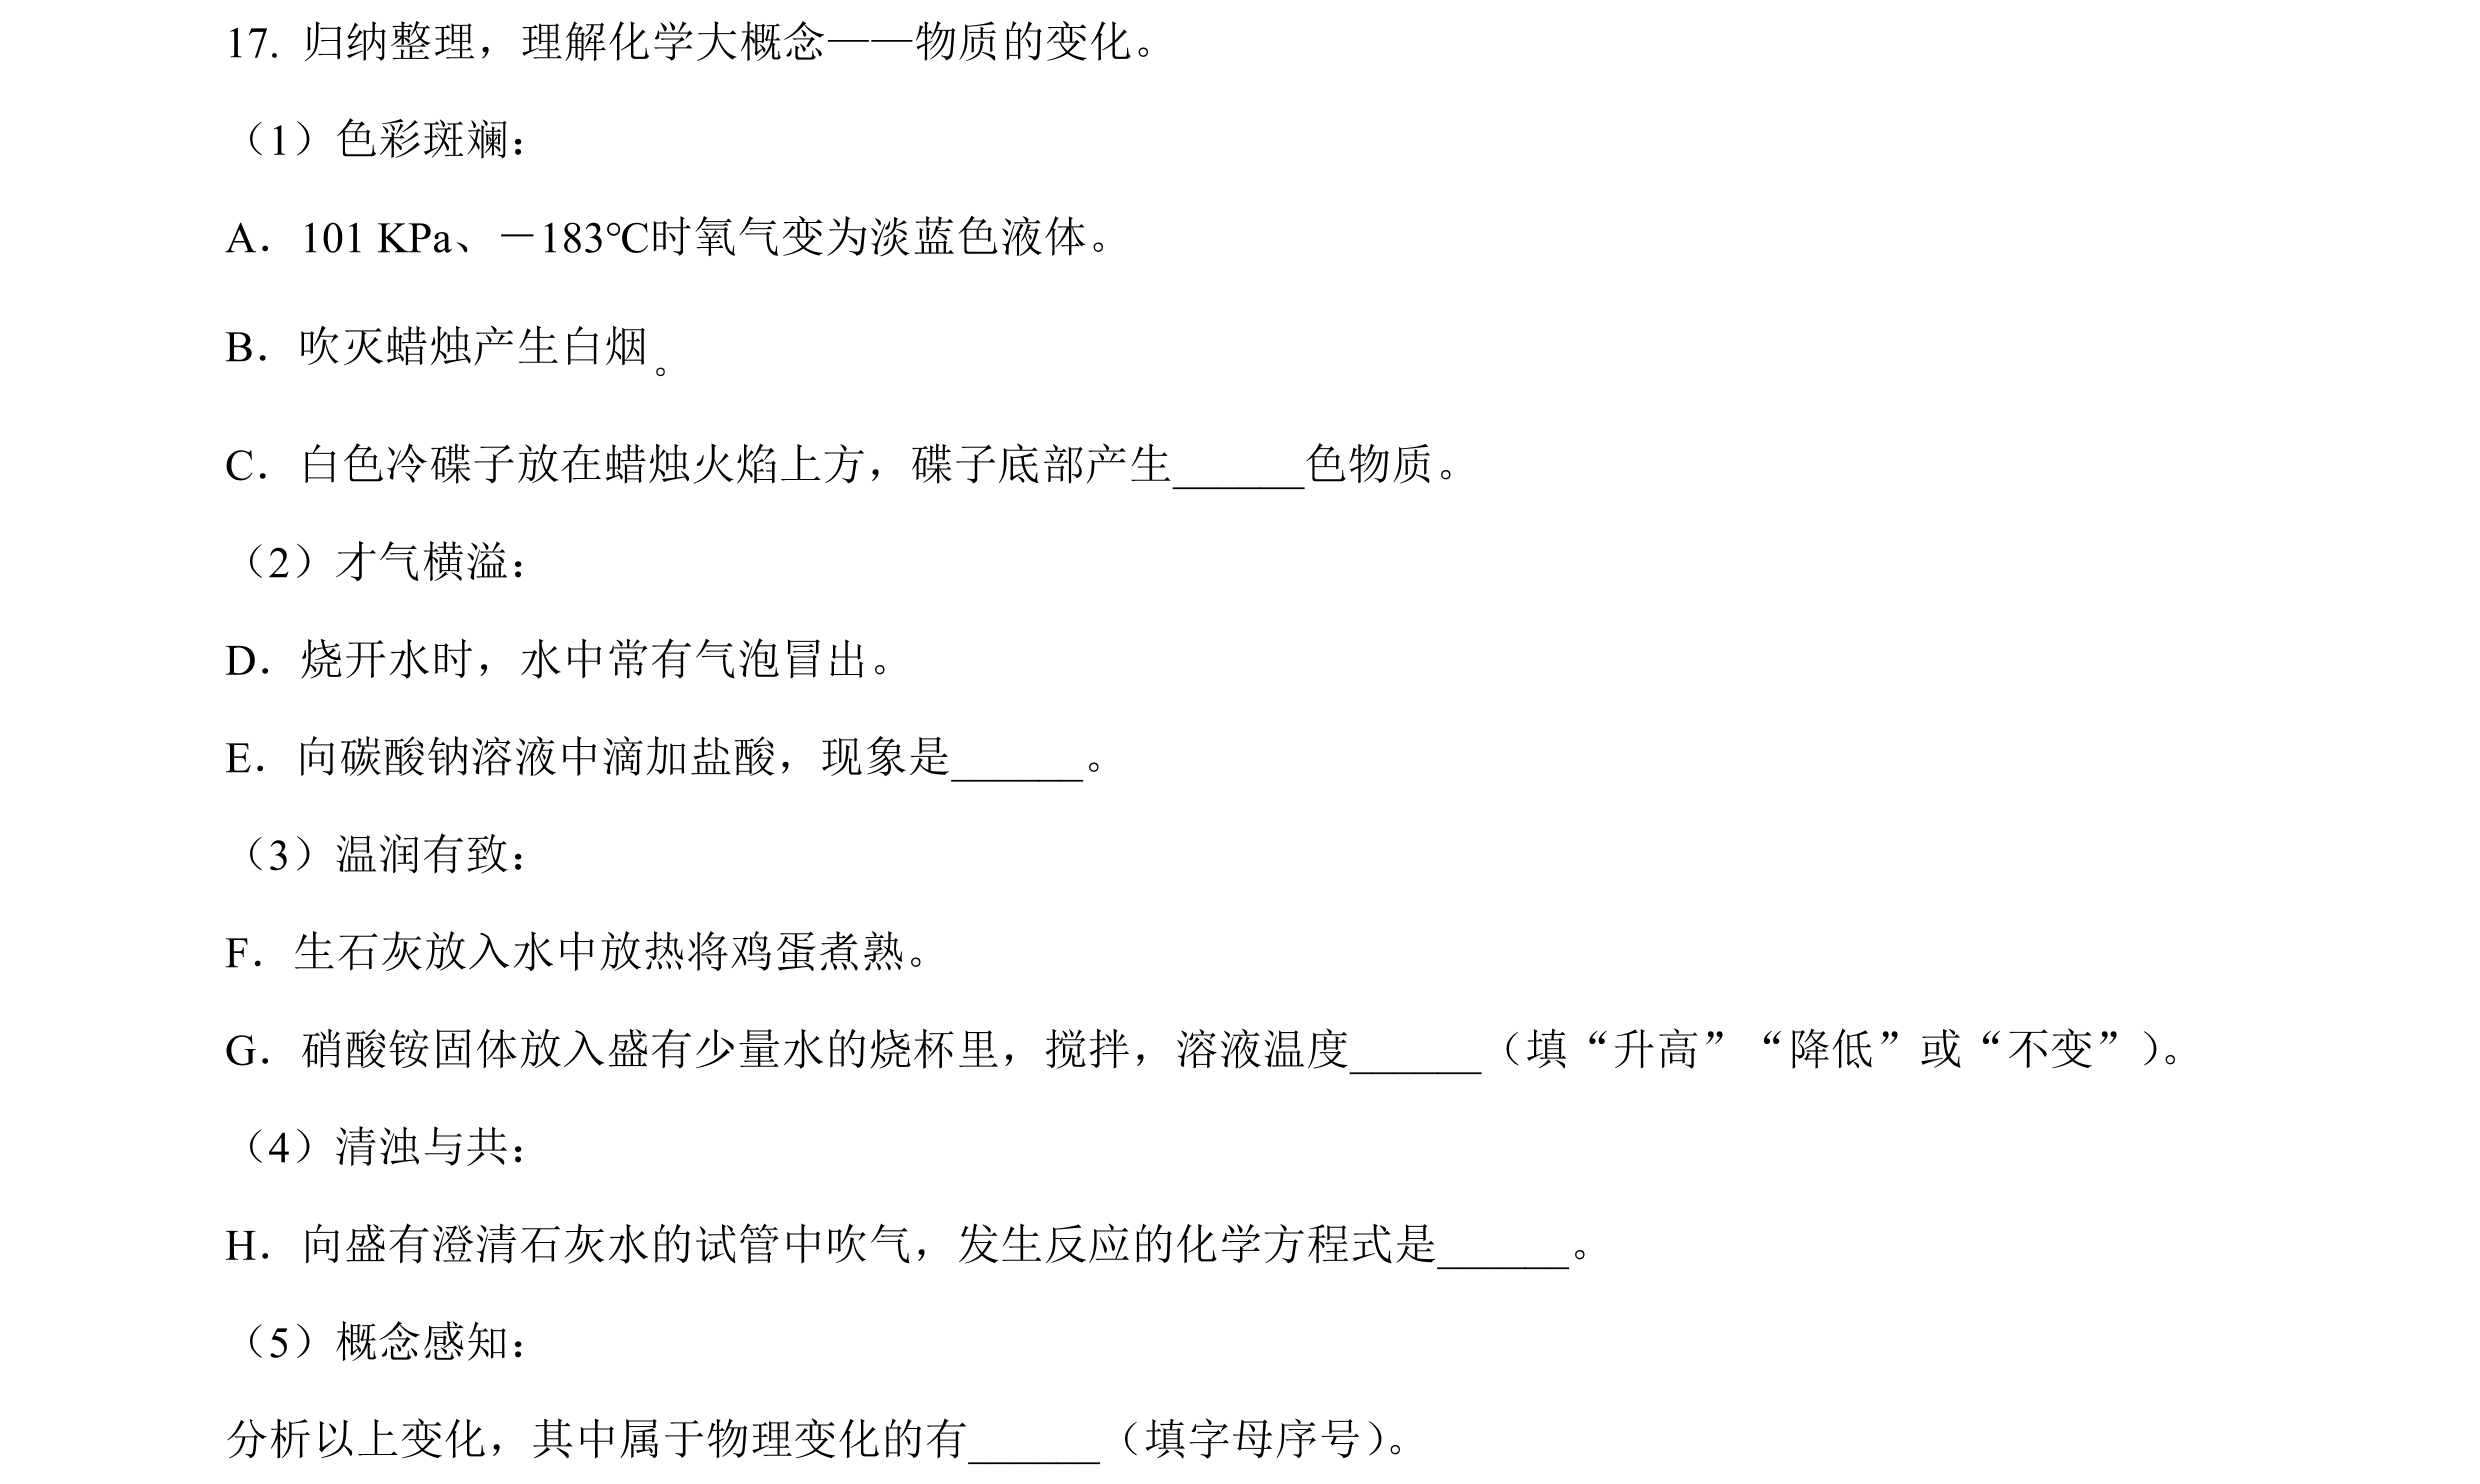 17. 归纳整理，理解化学大概念——物质的变化。
（1）色彩斑斓：
A．101 KPa、－183℃时氧气变为淡蓝色液体。
B．吹灭蜡烛产生白烟。
C．白色冷碟子放在蜡烛火焰上方，碟子底部产生______色物质。
（2）才气横溢：
D．烧开水时，水中常有气泡冒出。
E．向碳酸钠溶液中滴加盐酸，现象是______。
（3）温润有致：
F．生石灰放入水中放热将鸡蛋煮熟。
G．硝酸铵固体放入盛有少量水的烧杯里，搅拌，溶液温度______（填“升高”“降低”或“不变”）。
（4）清浊与共：
H．向盛有澄清石灰水的试管中吹气，发生反应的化学方程式是______。
（5）概念感知：
分析以上变化，其中属于物理变化的有______（填字母序号）。